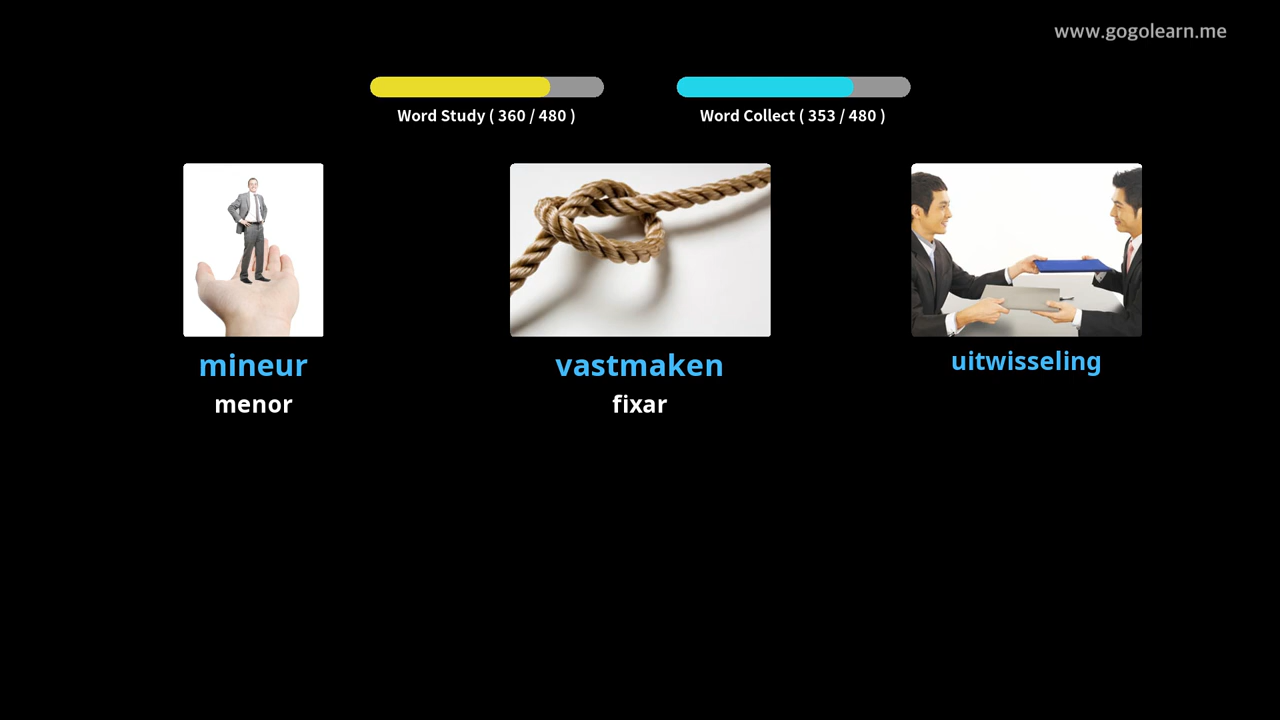 www.gogolearn.me
Word Study ( 360 / 480 )
Word Collect ( 353 / 480 )
mineur
menor
vastmaken
fixar
uitwisseling